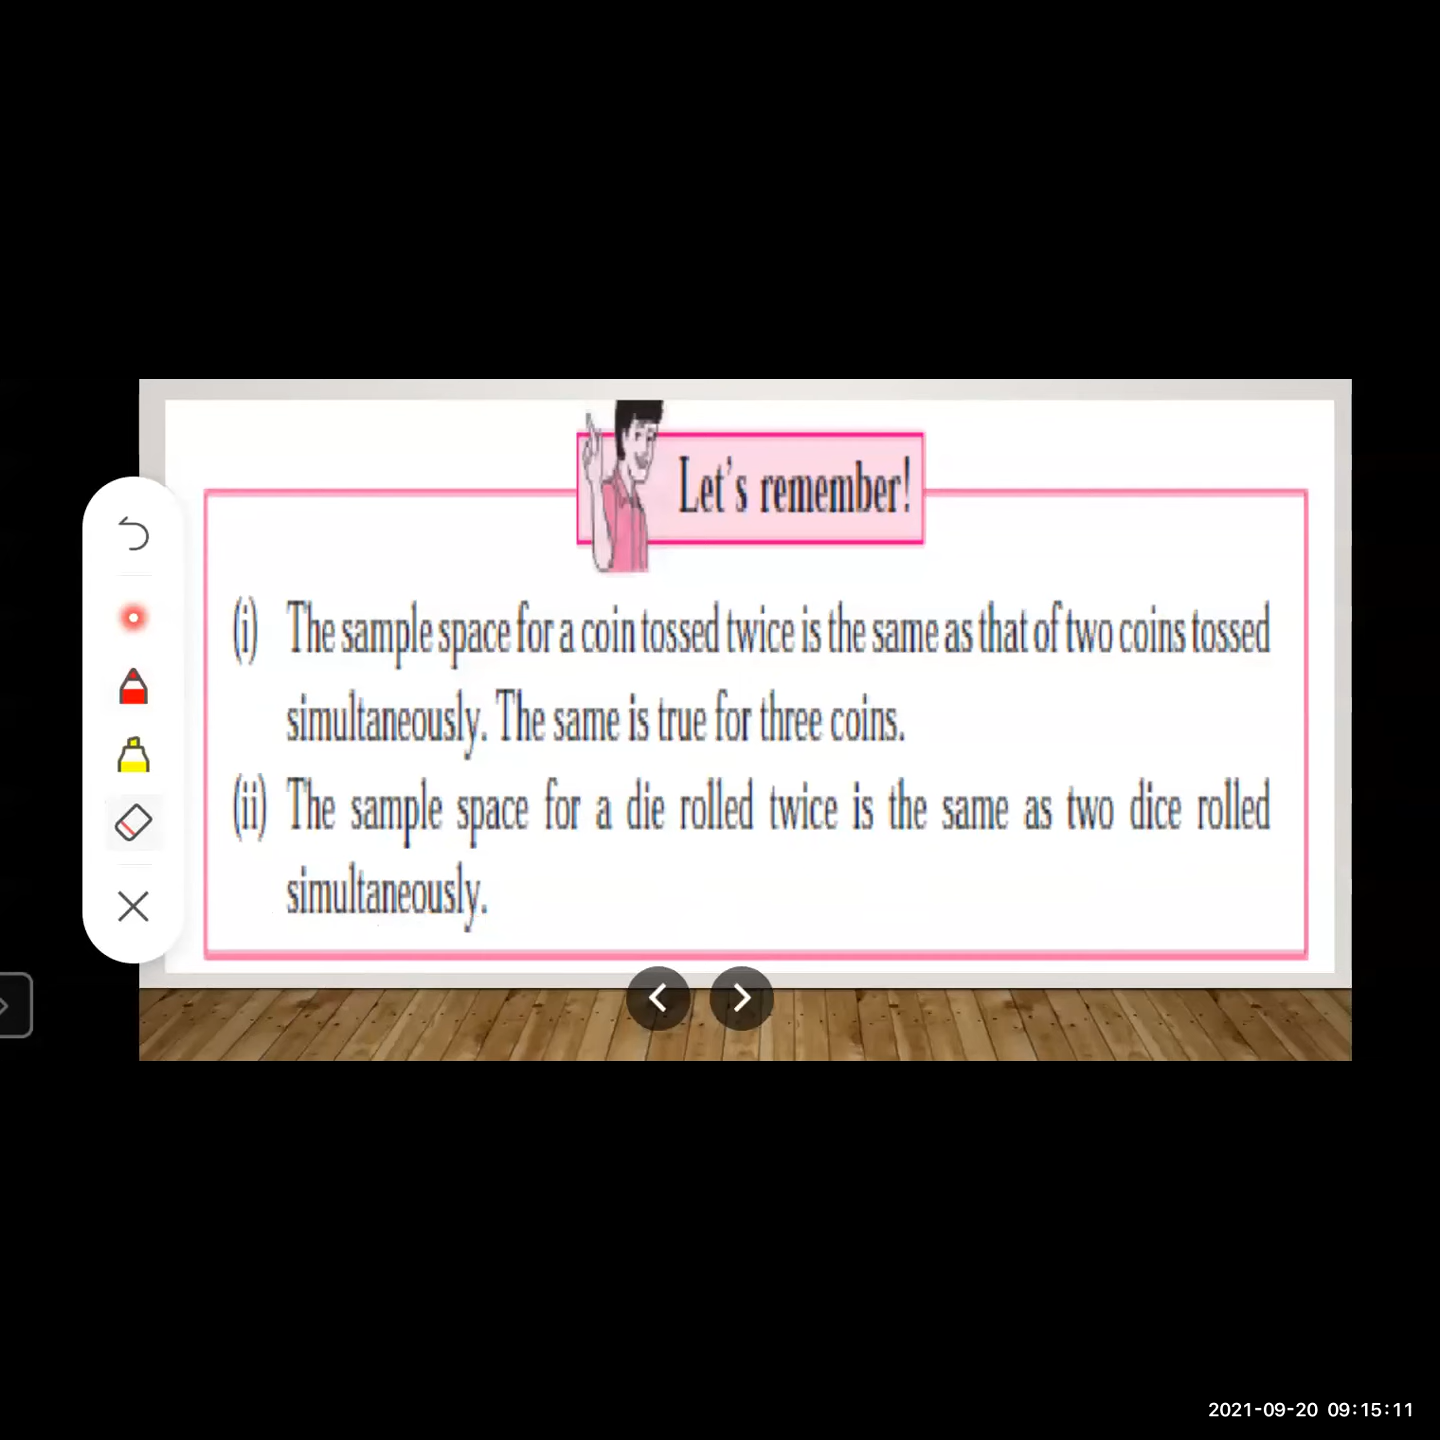 Let's remember!
(i) The sample space for a coin tossed twice is the same as that of two coins tossed
simultaneously. The same is true for three coins.
(ii) The sample space for a die rolled twice is the same as two dice rolled
simultaneously.
2021-09-20 09:15:11